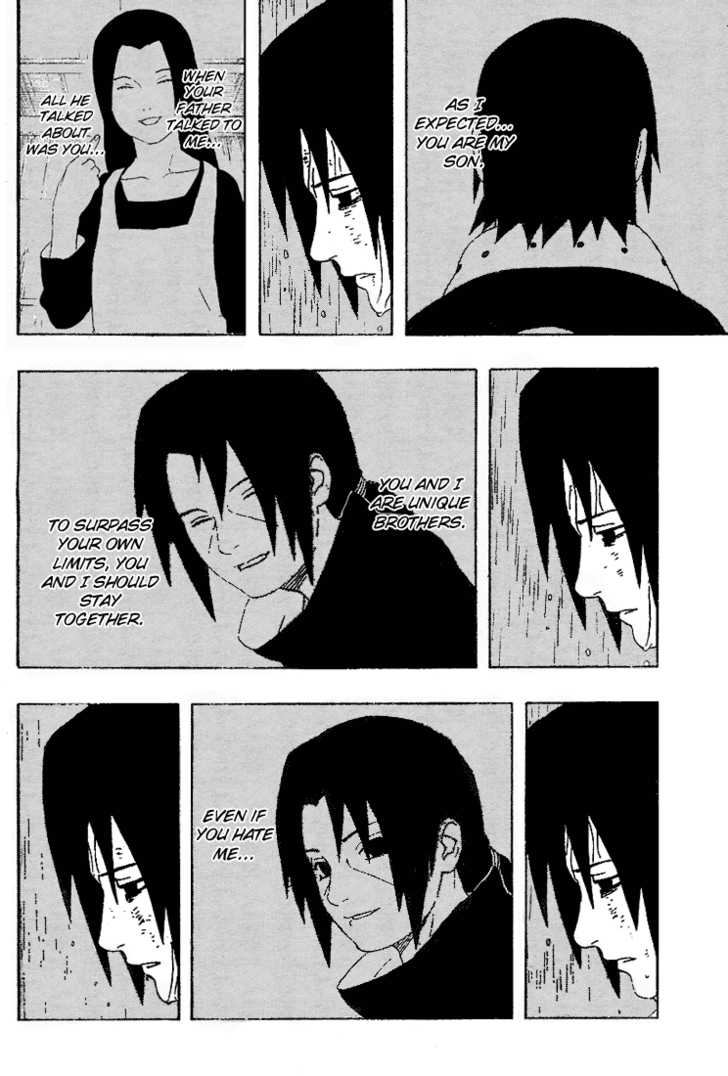 AS I
EXPECTED...
YOU ARE MY
SON.
WHEN
YOUR
FATHER
TALKED TO
ME...
ALL HE
TALKED
ABOUT
WAS YOU...
YOU AND I
ARE UNIQUE
BROTHERS.
TO SURPASS
YOUR OWN
LIMITS, YOU
AND I SHOULD
STAY
TOGETHER.
EVEN IF
YOU HATE
ME...